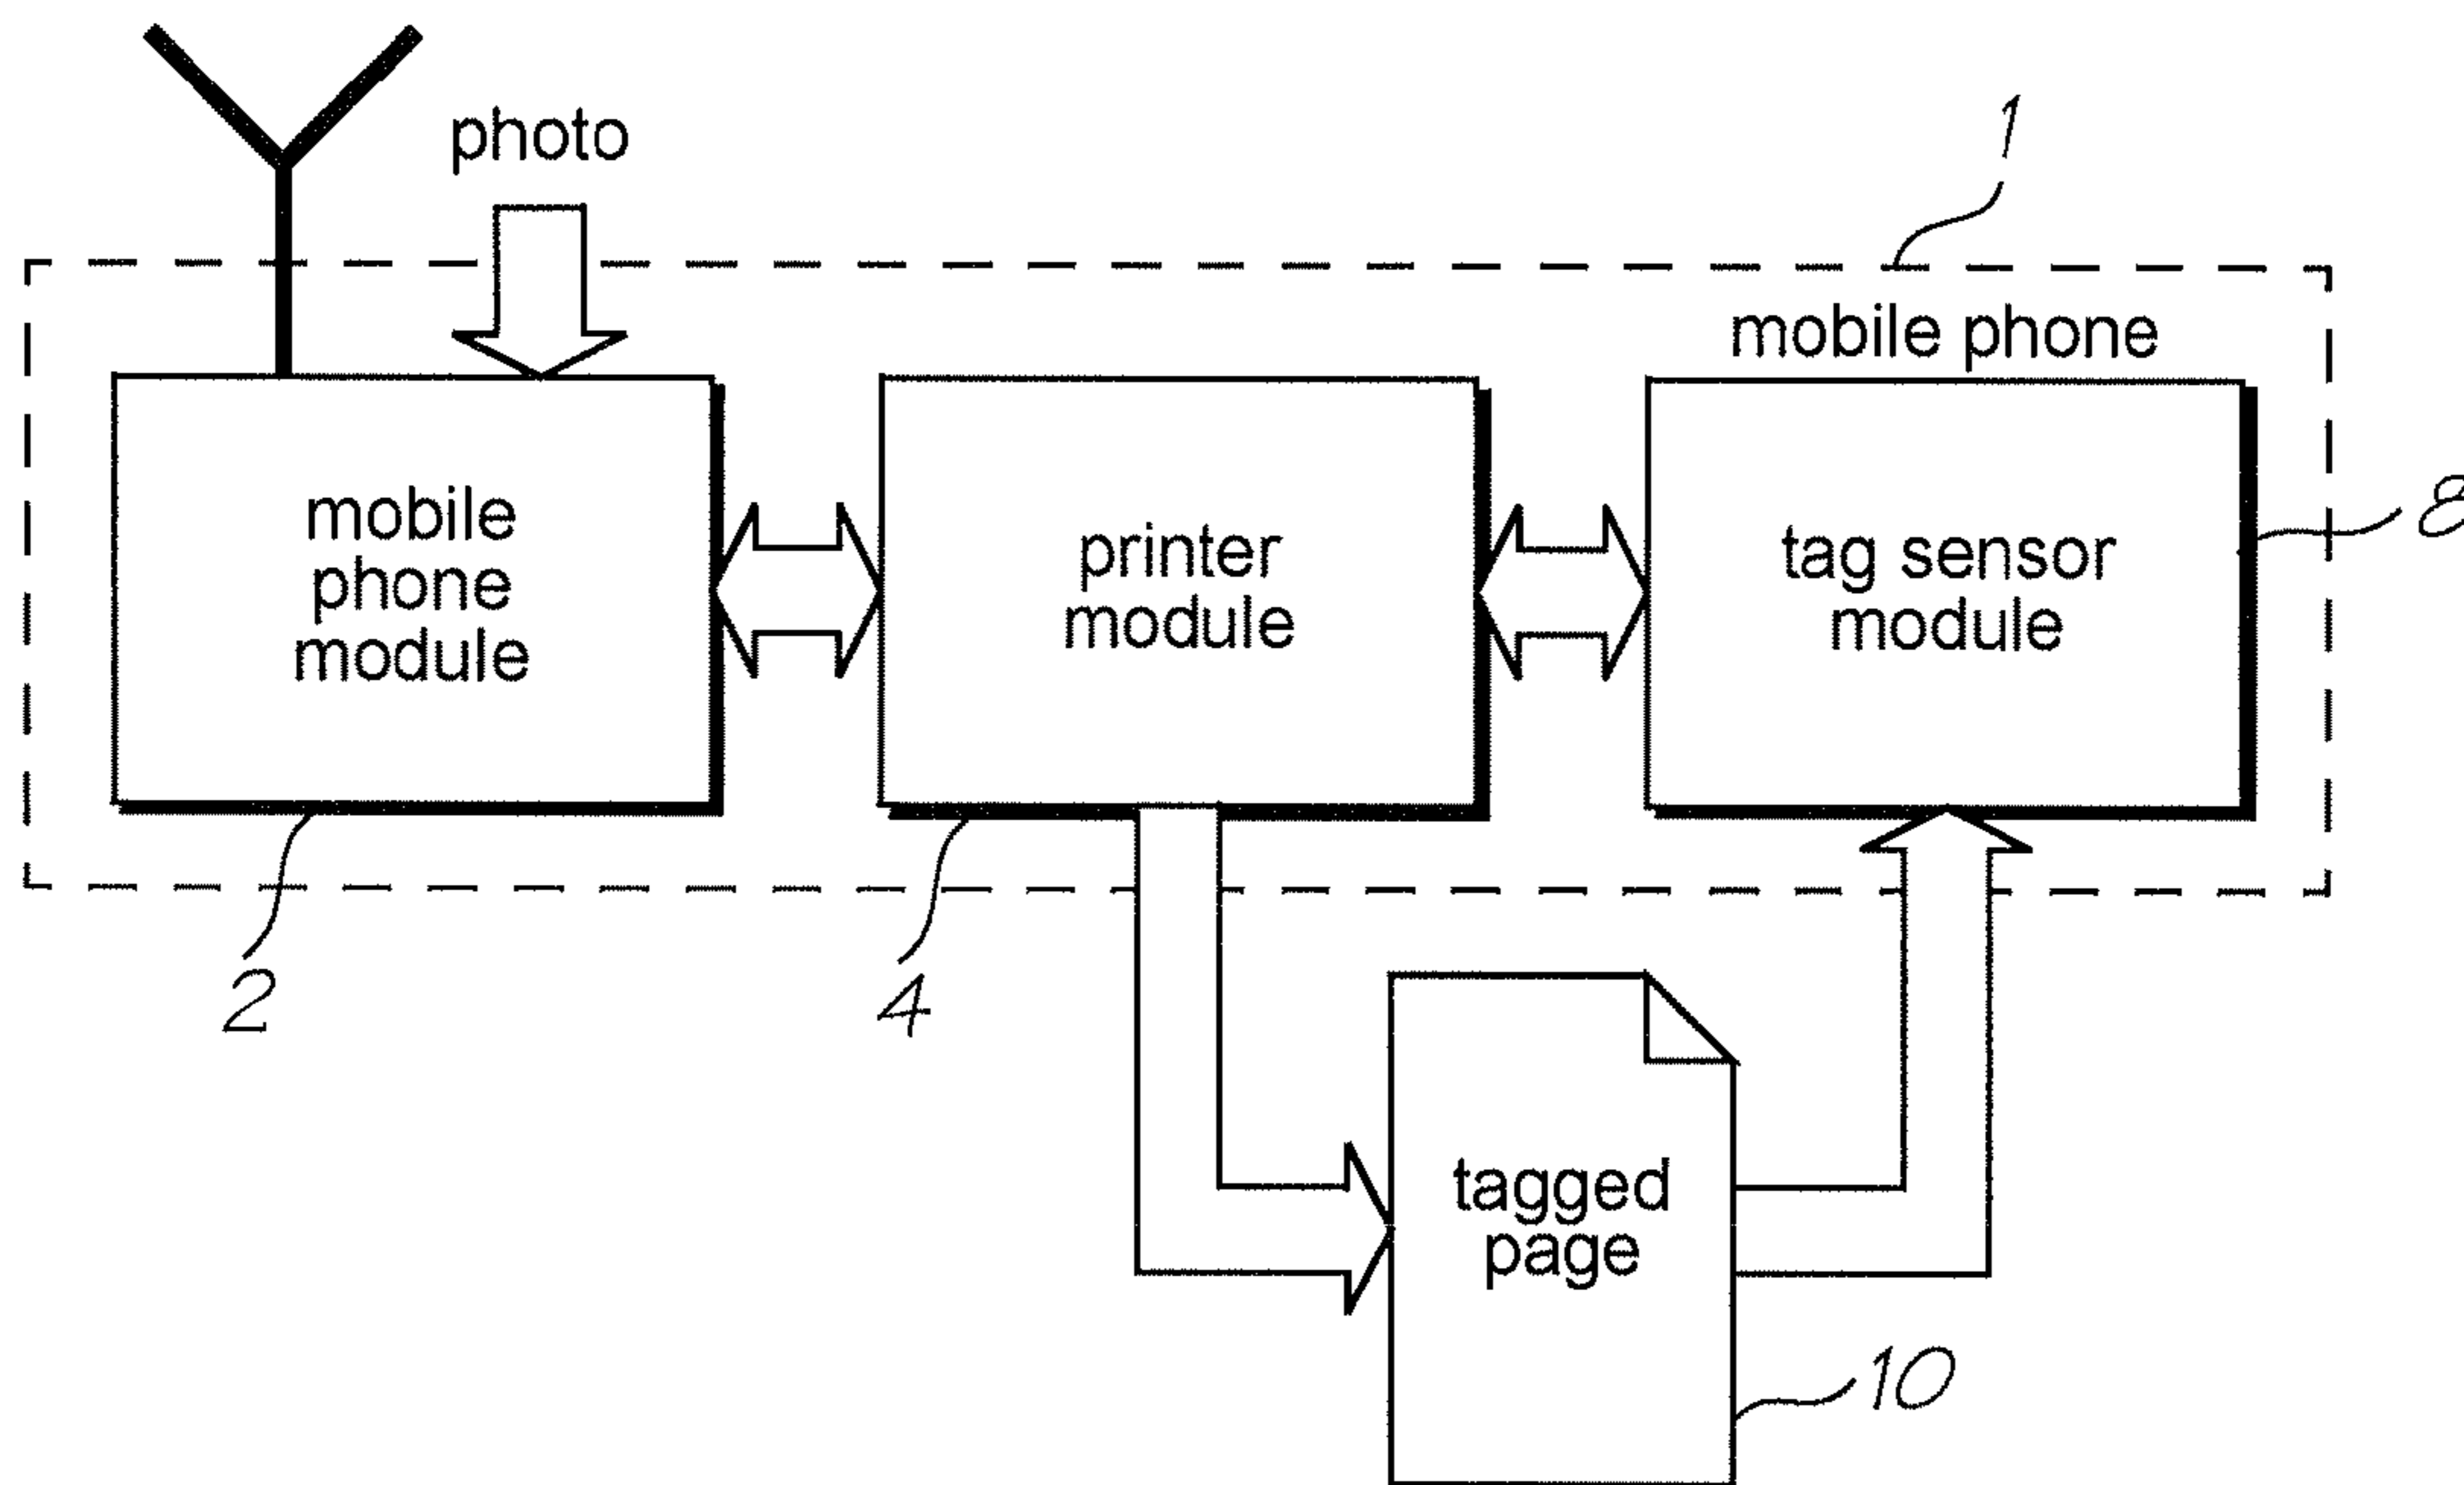 photo
1
mobile phone
mobile
phone
module
printer
module
tag sensor
module
8
2
4
tagged
page
10